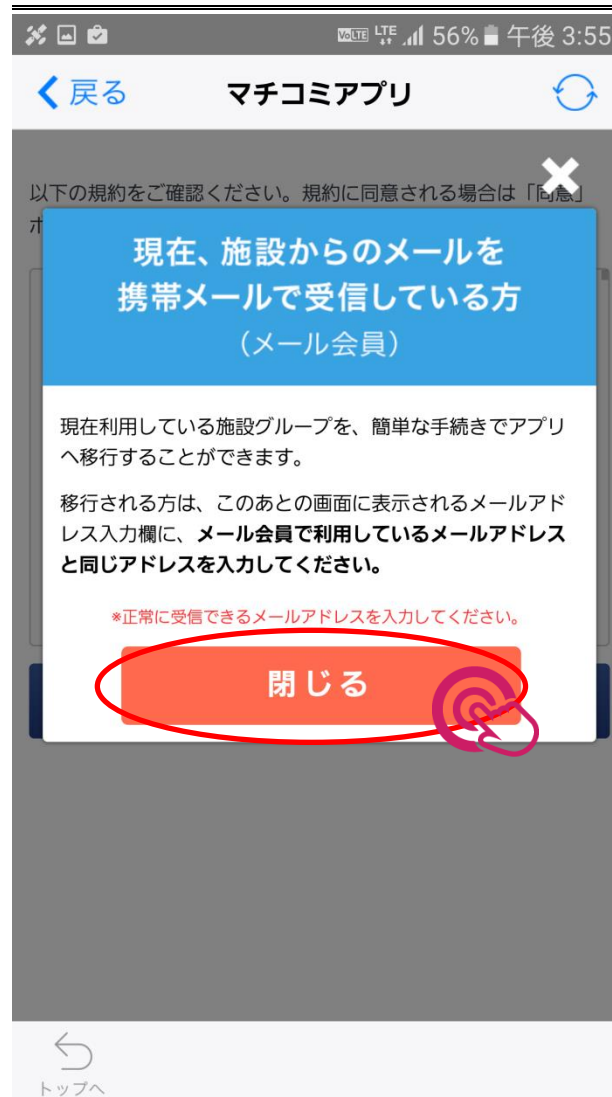 VoLTE LTE 56% 午後 3:55
戻る マチコミアプリ
以下の規約をご確認ください。規約に同意される場合は「同意」
ボ
現在、施設からのメールを
携帯メールで受信している方
（メール会員）
現在利用している施設グループを、簡単な手続きでアプリ
へ移行することができます。
移行される方は、このあとの画面に表示されるメールアド
レス入力欄に、メール会員で利用しているメールアドレス
と同じアドレスを入力してください。
*正常に受信できるメールアドレスを入力してください。
閉じる
トップへ